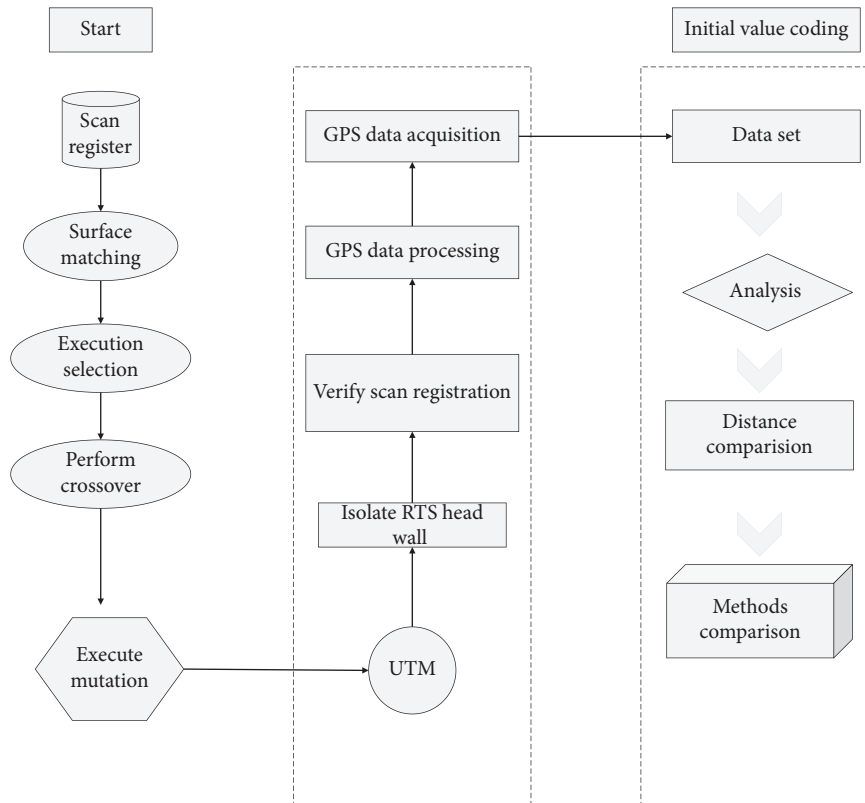 Start
Scan
register
Surface
matching
Execution
selection
Perform
crossover
Execute
mutation
UTM
Isolate RTS head
wall
Verify scan registration
GPS data processing
GPS data acquisition
Initial value coding
Data set
Analysis
Distance
comparision
Methods
comparison